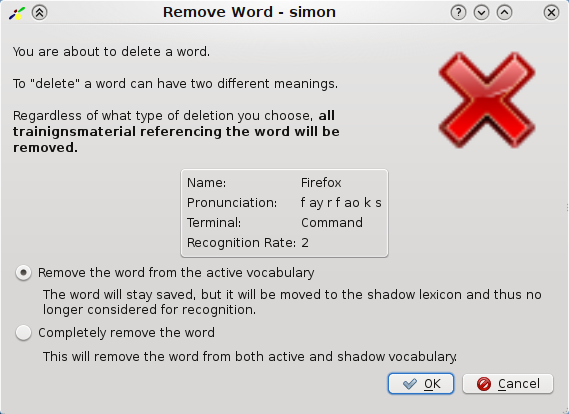 Remove Word - simon
You are about to delete a word.
To "delete" a word can have two different meanings.
Regardless of what type of deletion you choose, all
trainignsmaterial referencing the word will be
removed.
Name: Firefox
Pronunciation: f ay r f ao k s
Terminal: Command
Recognition Rate: 2
Remove the word from the active vocabulary
The word will stay saved, but it will be moved to the shadow lexicon and thus no
longer considered for recognition.
Completely remove the word
This will remove the word from both active and shadow vocabulary.
OK Cancel